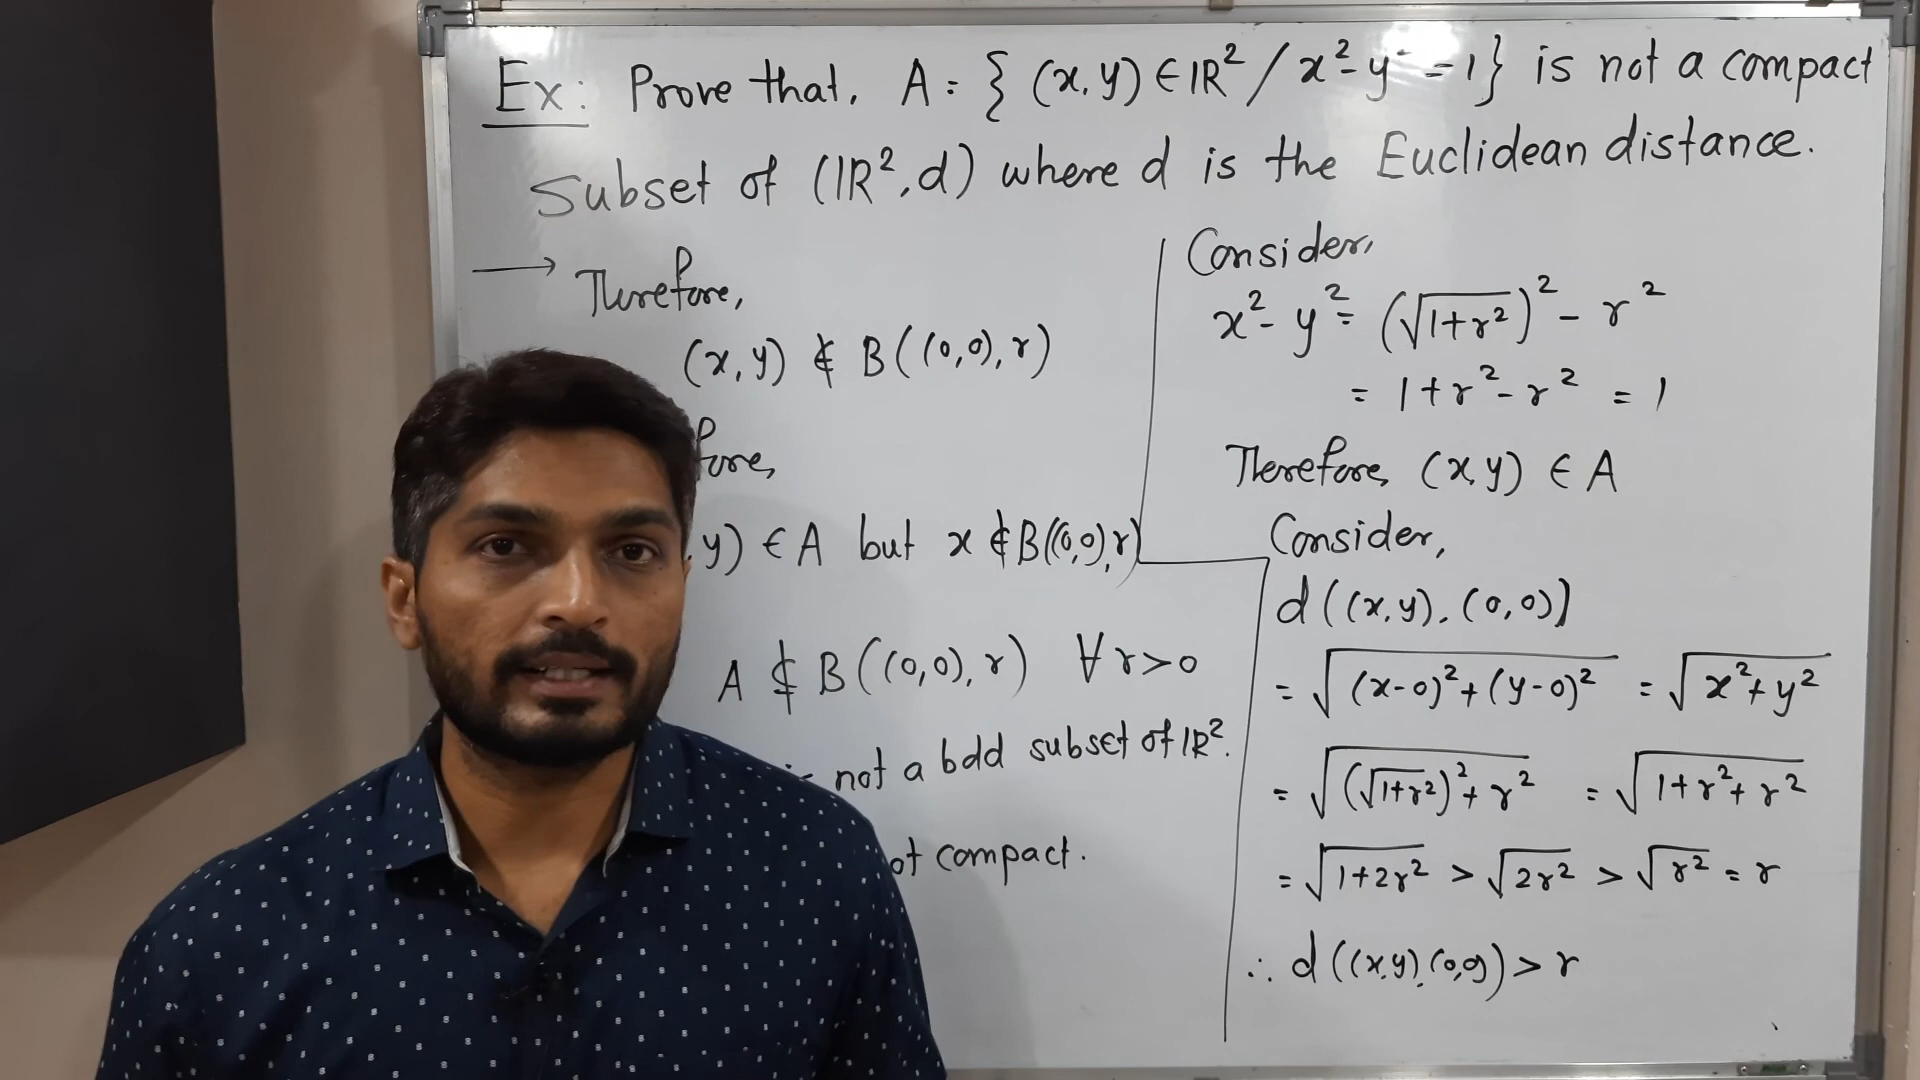 Ex: Prove that, A = { (x, y) ∈ ℝ² / x² - y² = 1 } is not a compact
subset of (ℝ², d) where d is the Euclidean distance.
→ Therefore,
(x, y) ∉ B((0,0), r)
fore,
, y) ∈ A but x ∉ B((0,0), r)
A ⊄ B((0,0), r) ∀ r > 0
not a bdd subset of ℝ².
ot compact.
Consider,
x² - y² = (√(1+r²))² - r²
= 1 + r² - r² = 1
Therefore, (x, y) ∈ A
Consider,
d((x, y), (0, 0))
= √((x-0)² + (y-0)²) = √(x² + y²)
= √((√(1+r²))² + r²) = √(1 + r² + r²)
= √(1+2r²) > √(2r²) > √(r²) = r
∴ d((x,y), (0,0)) > r